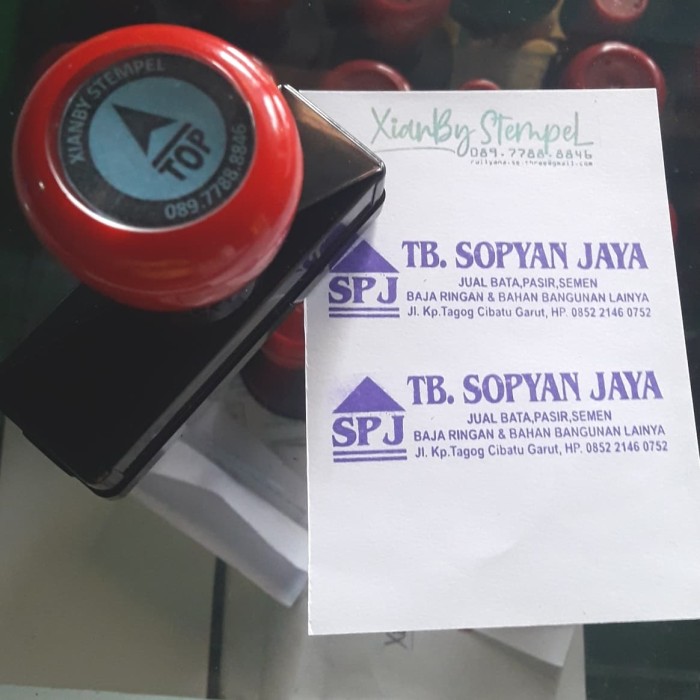 XIANBY STEMPEL
TOP
089.7788.8846
XianBy Stempel
089.7788.8846
TB. SOPYAN JAYA
SPJ
JUAL BATA,PASIR,SEMEN
BAJA RINGAN & BAHAN BANGUNAN LAINYA
Jl. Kp.Tagog Cibatu Garut, HP. 0852 2146 0752
TB. SOPYAN JAYA
SPJ
JUAL BATA,PASIR,SEMEN
BAJA RINGAN & BAHAN BANGUNAN LAINYA
Jl. Kp.Tagog Cibatu Garut, HP. 0852 2146 0752